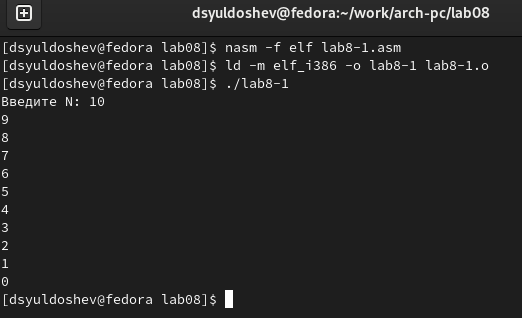 dsyuldoshev@fedora:~/work/arch-pc/lab08
[dsyuldoshev@fedora lab08]$ nasm -f elf lab8-1.asm
[dsyuldoshev@fedora lab08]$ ld -m elf_i386 -o lab8-1 lab8-1.o
[dsyuldoshev@fedora lab08]$ ./lab8-1
Введите N: 10
9
8
7
6
5
4
3
2
1
0
[dsyuldoshev@fedora lab08]$